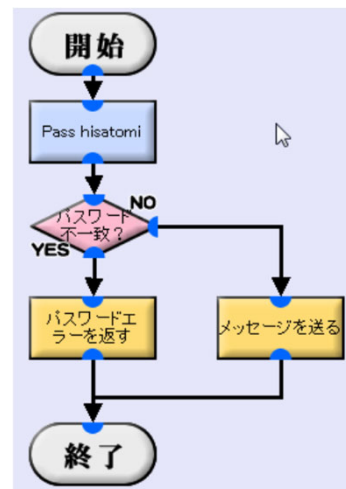 開始
Pass hisatomi
パスワード
不一致？
NO
YES
パスワードエ
ラーを返す
メッセージを送る
終了